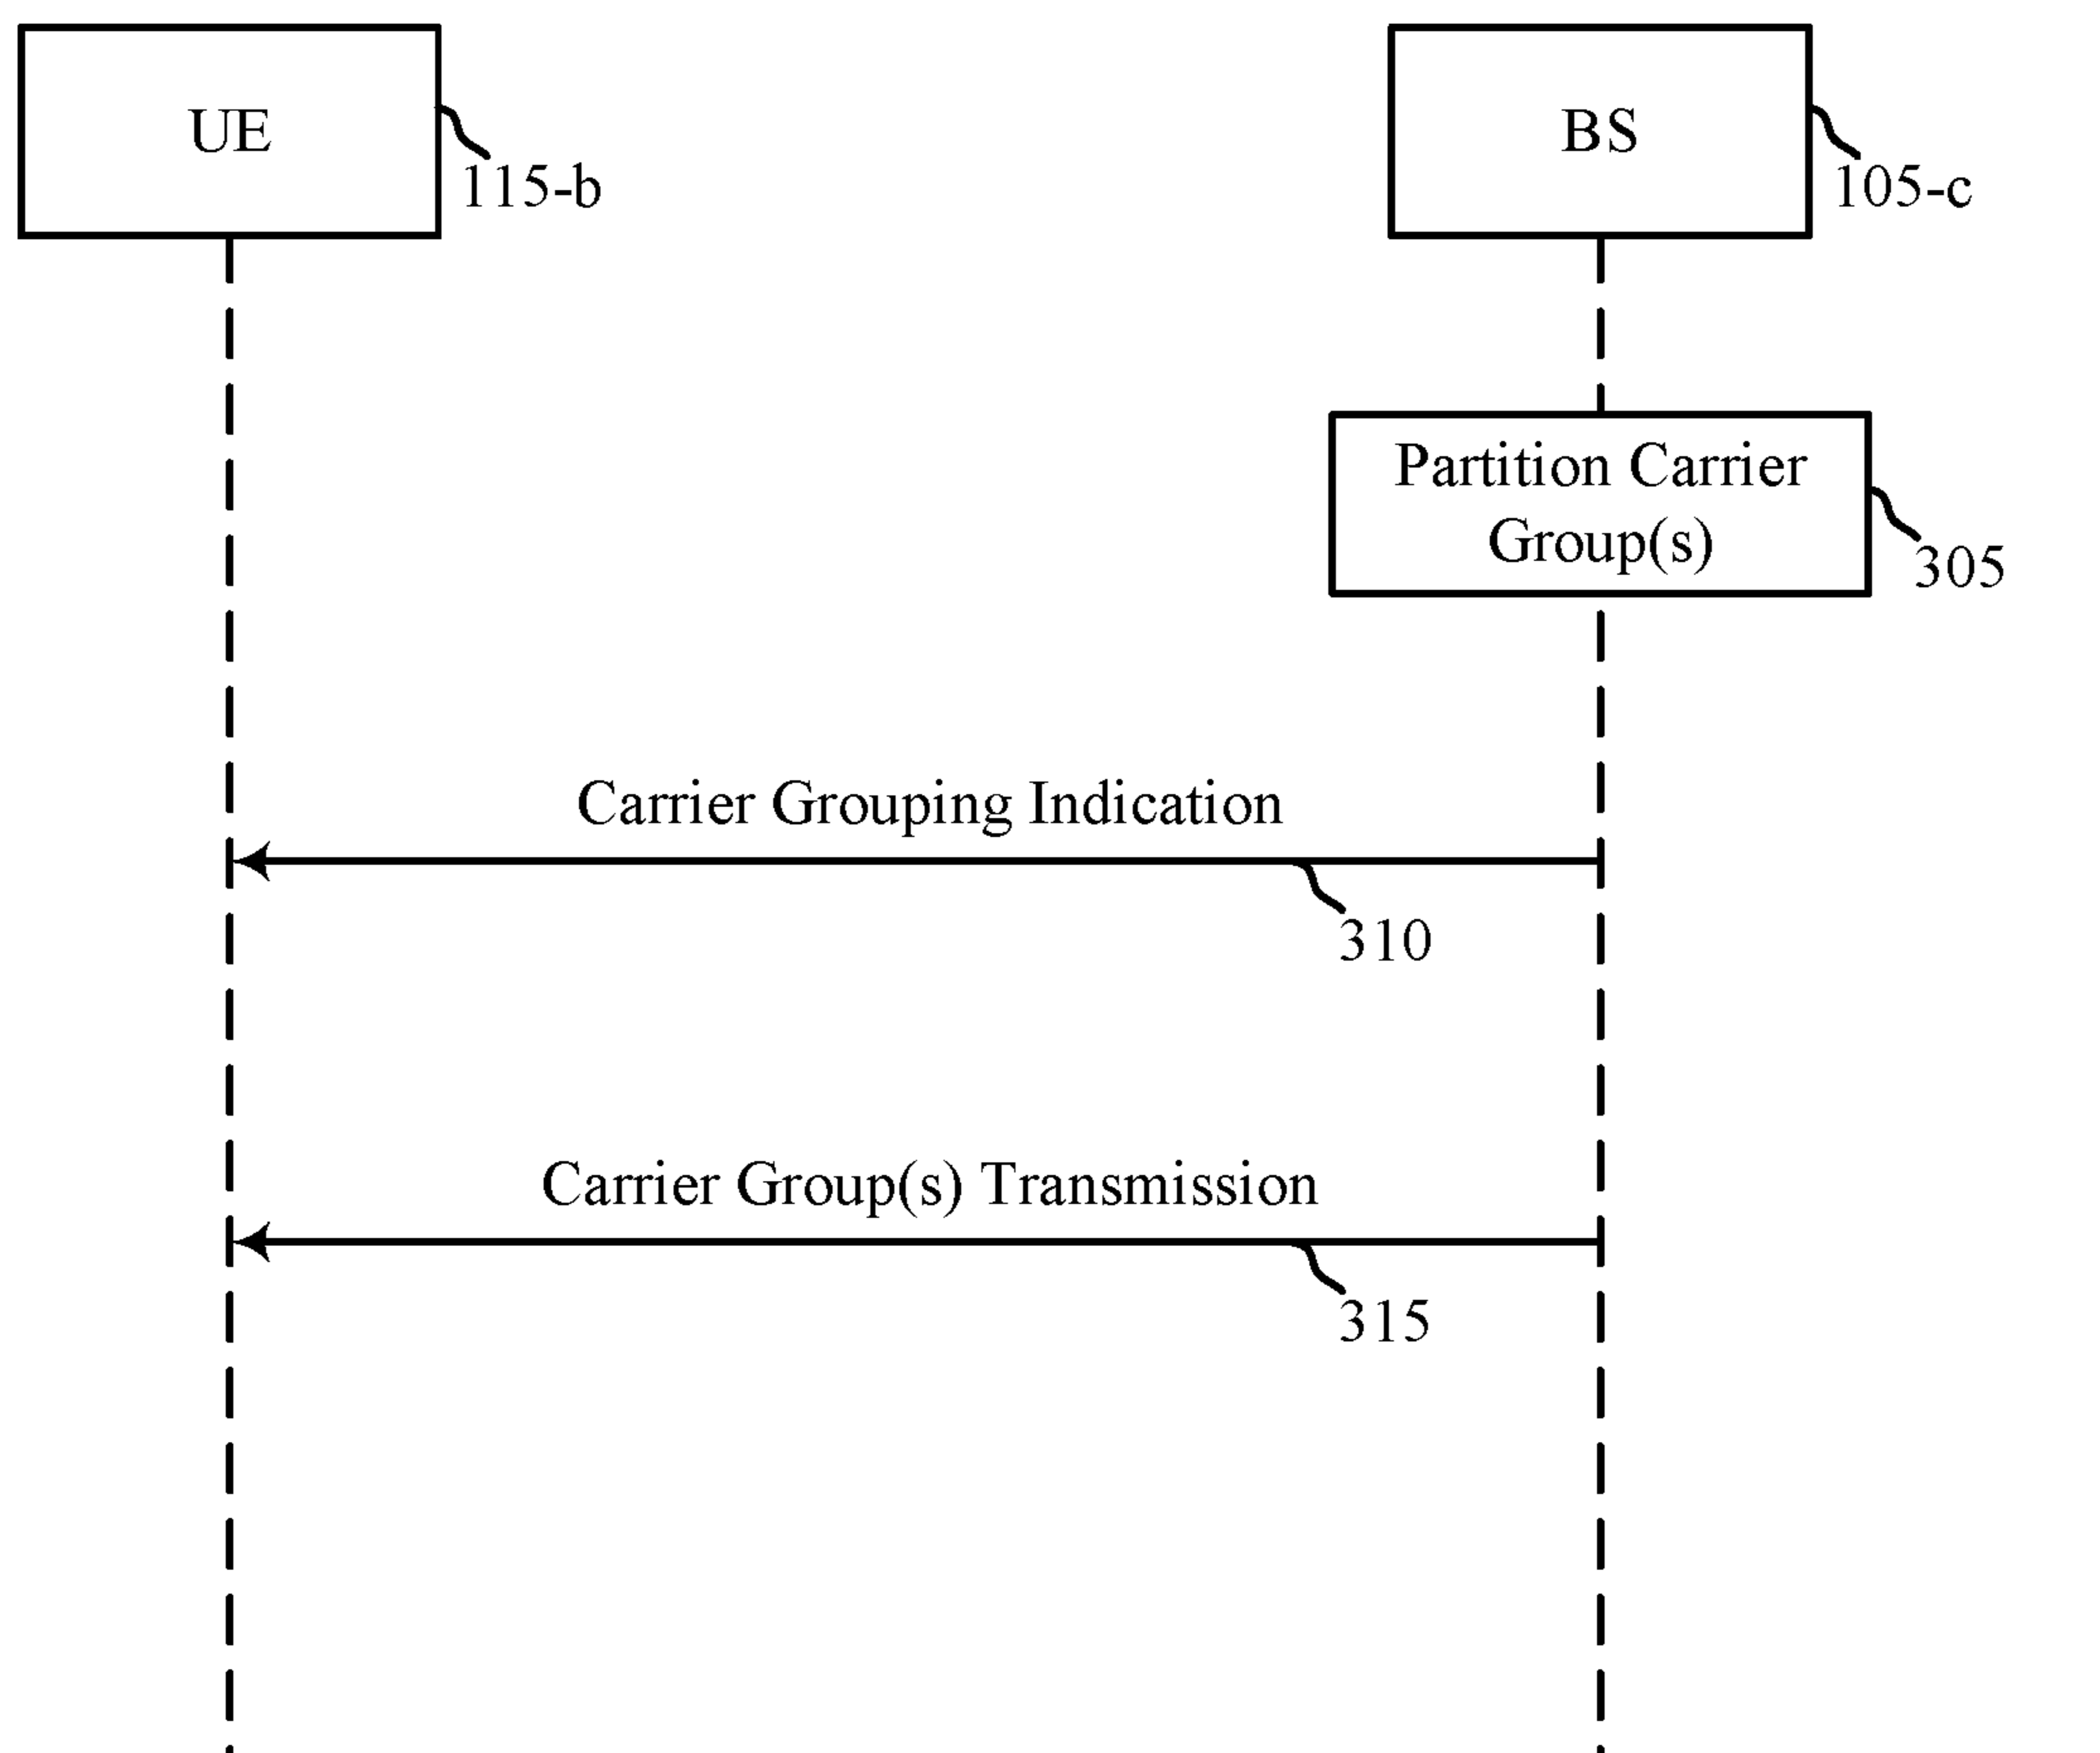 UE
115-b
BS
105-c
Partition Carrier
Group(s)
305
Carrier Grouping Indication
310
Carrier Group(s) Transmission
315